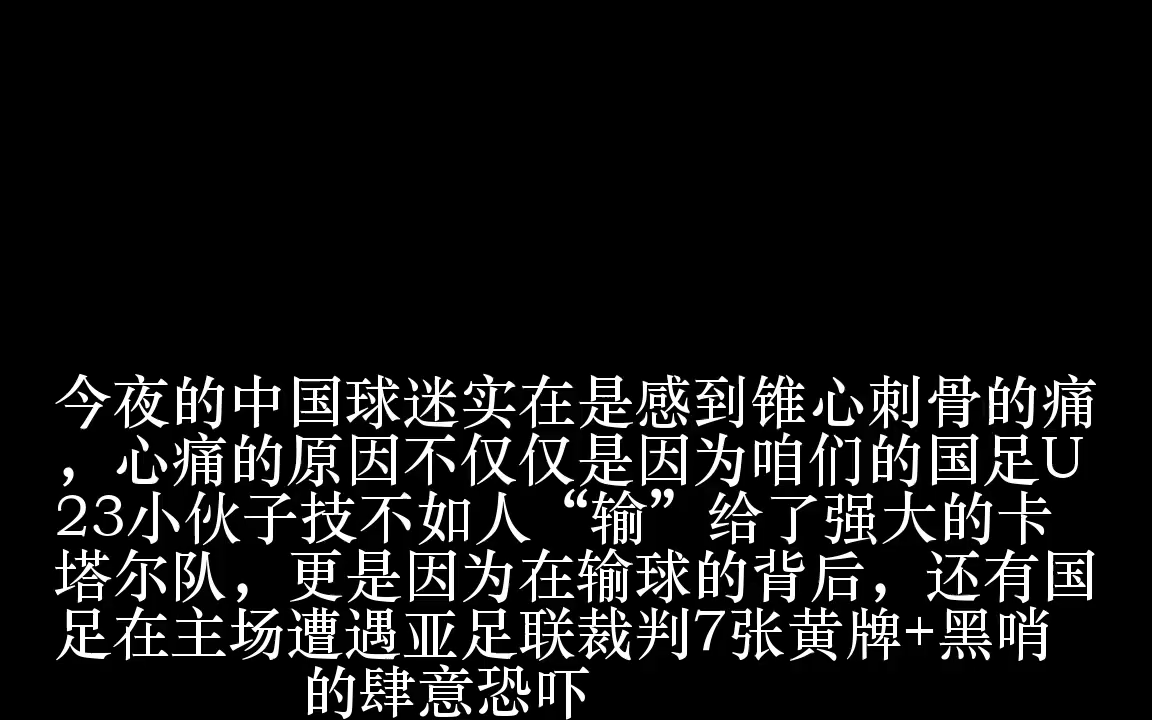 今夜的中国球迷实在是感到锥心刺骨的痛
，心痛的原因不仅仅是因为咱们的国足U
23小伙子技不如人“输”给了强大的卡
塔尔队，更是因为在输球的背后，还有国
足在主场遭遇亚足联裁判7张黄牌+黑哨
的肆意恐吓